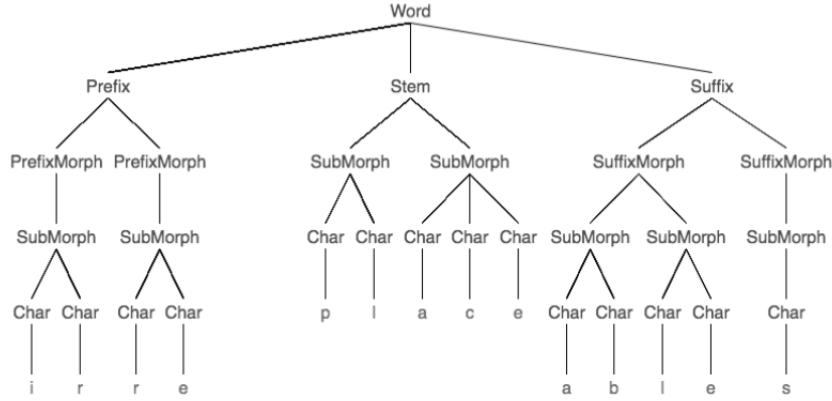 Word
Prefix Stem Suffix
PrefixMorph PrefixMorph SubMorph SubMorph SuffixMorph SuffixMorph
SubMorph SubMorph Char Char Char Char Char SubMorph SubMorph SubMorph
Char Char Char Char p l a c e Char Char Char Char Char
i r r e a b l e s